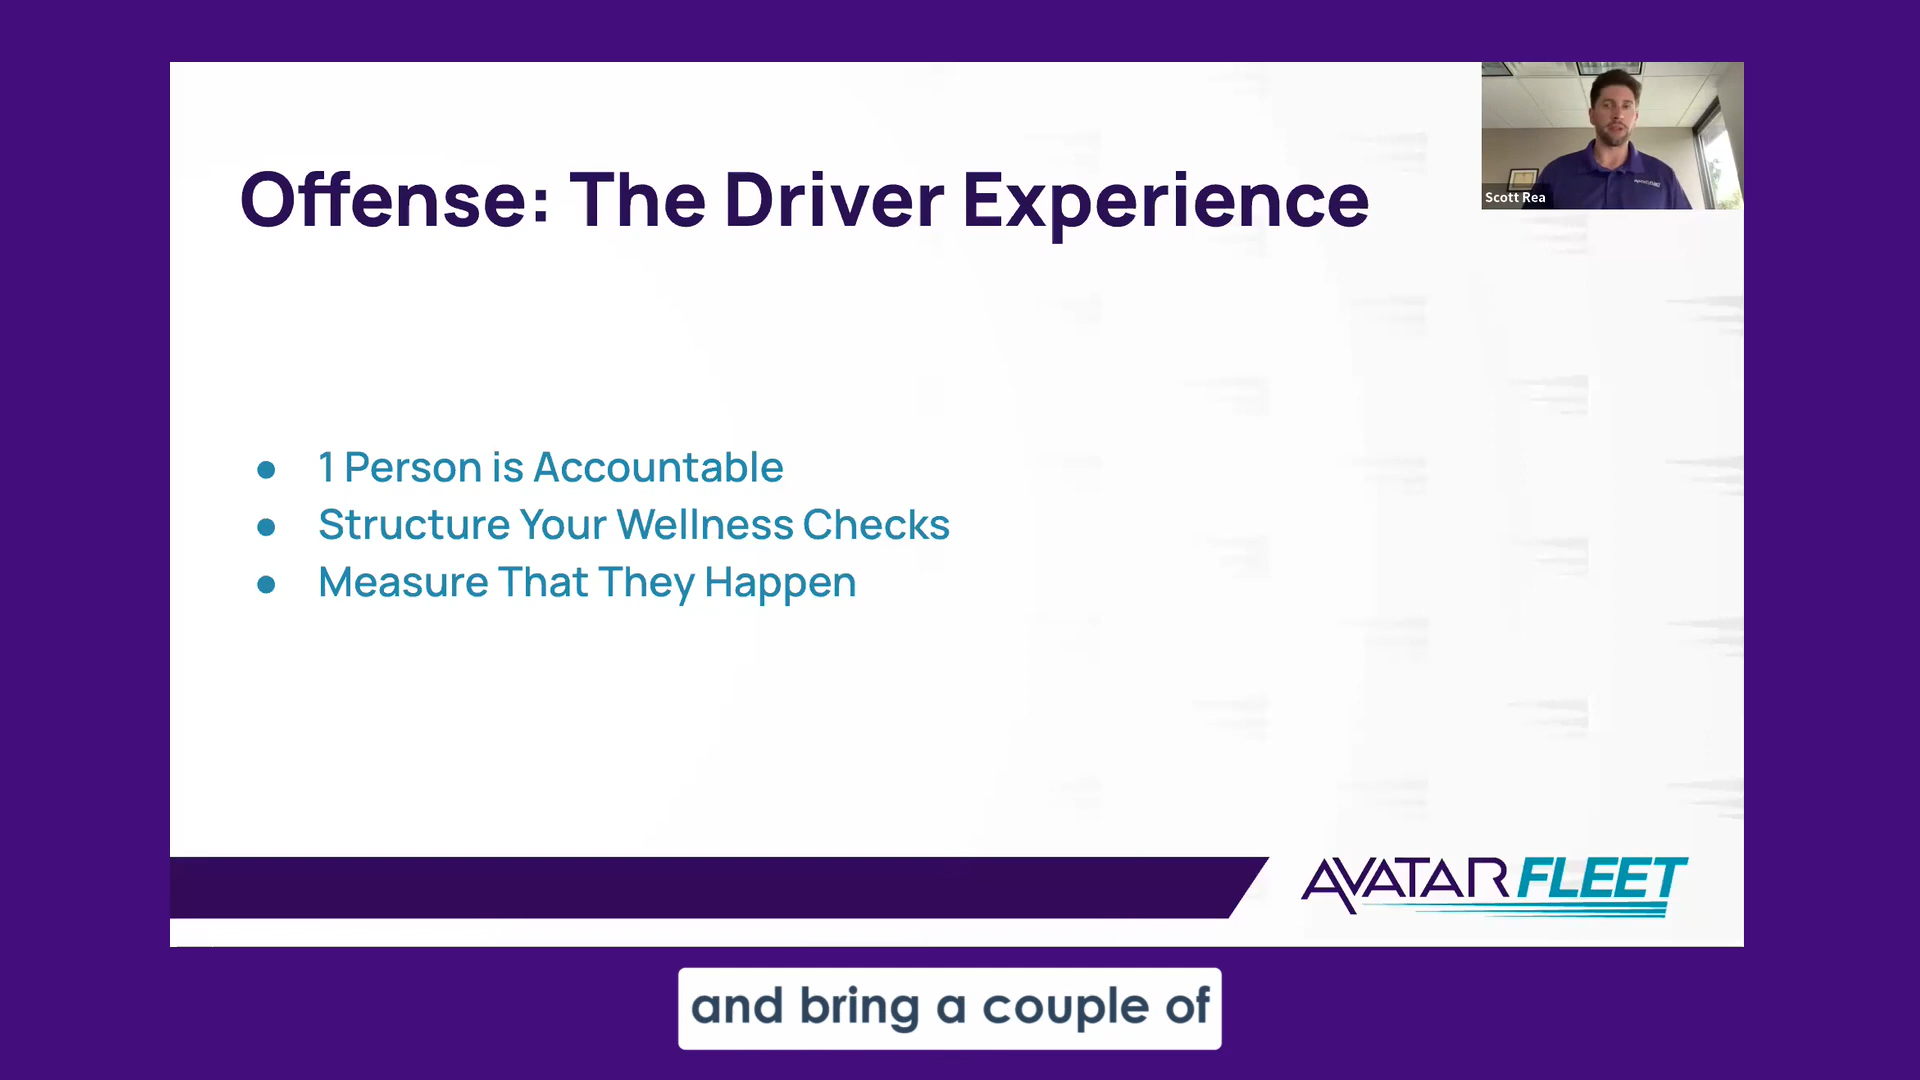 Offense: The Driver Experience
Scott Rea
● 1 Person is Accountable
● Structure Your Wellness Checks
● Measure That They Happen
AVATAR FLEET
and bring a couple of